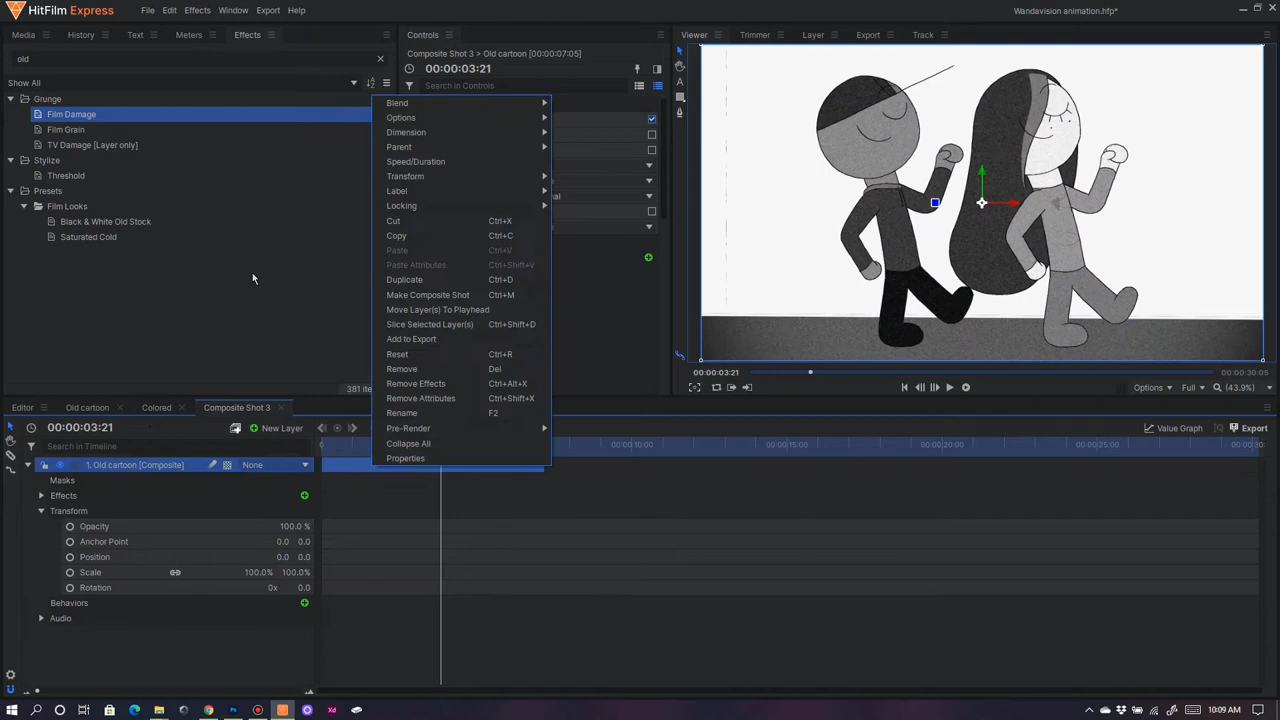 HitFilm Express
File
Edit
Effects
Window
Export
Help
Wandavision animation.hfp*
Media
History
Text
Meters
Effects
Controls
Viewer
Trimmer
Layer
Export
Track
old
Composite Shot 3 > Old cartoon [00:00:07:05]
00:00:03:21
Show All
Search in Controls
Grunge
Film Damage
Film Grain
TV Damage [Layer only]
Stylize
Threshold
Presets
Film Looks
Black & White Old Stock
Saturated Cold
381 ite
Blend
Options
Dimension
Parent
Speed/Duration
Transform
Label
Locking
Cut Ctrl+X
Copy Ctrl+C
Paste Ctrl+V
Paste Attributes Ctrl+Shift+V
Duplicate Ctrl+D
Make Composite Shot Ctrl+M
Move Layer(s) To Playhead
Slice Selected Layer(s) Ctrl+Shift+D
Add to Export
Reset Ctrl+R
Remove Del
Remove Effects Ctrl+Alt+X
Remove Attributes Ctrl+Shift+X
Rename F2
Pre-Render
Collapse All
Properties
nal
00:00:03:21
00:00:30:05
Options
Full
(43.9%)
Editor
Old cartoon
Colored
Composite Shot 3
00:00:03:21
New Layer
Value Graph
Export
Search in Timeline
0
00:00:10:00
00:00:15:00
00:00:20:00
00:00:25:00
00:00:30:
1. Old cartoon [Composite]
None
Masks
Effects
Transform
Opacity 100.0 %
Anchor Point 0.0 0.0
Position 0.0 0.0
Scale 100.0% 100.0%
Rotation 0x 0.0
Behaviors
Audio
Xd
10:09 AM